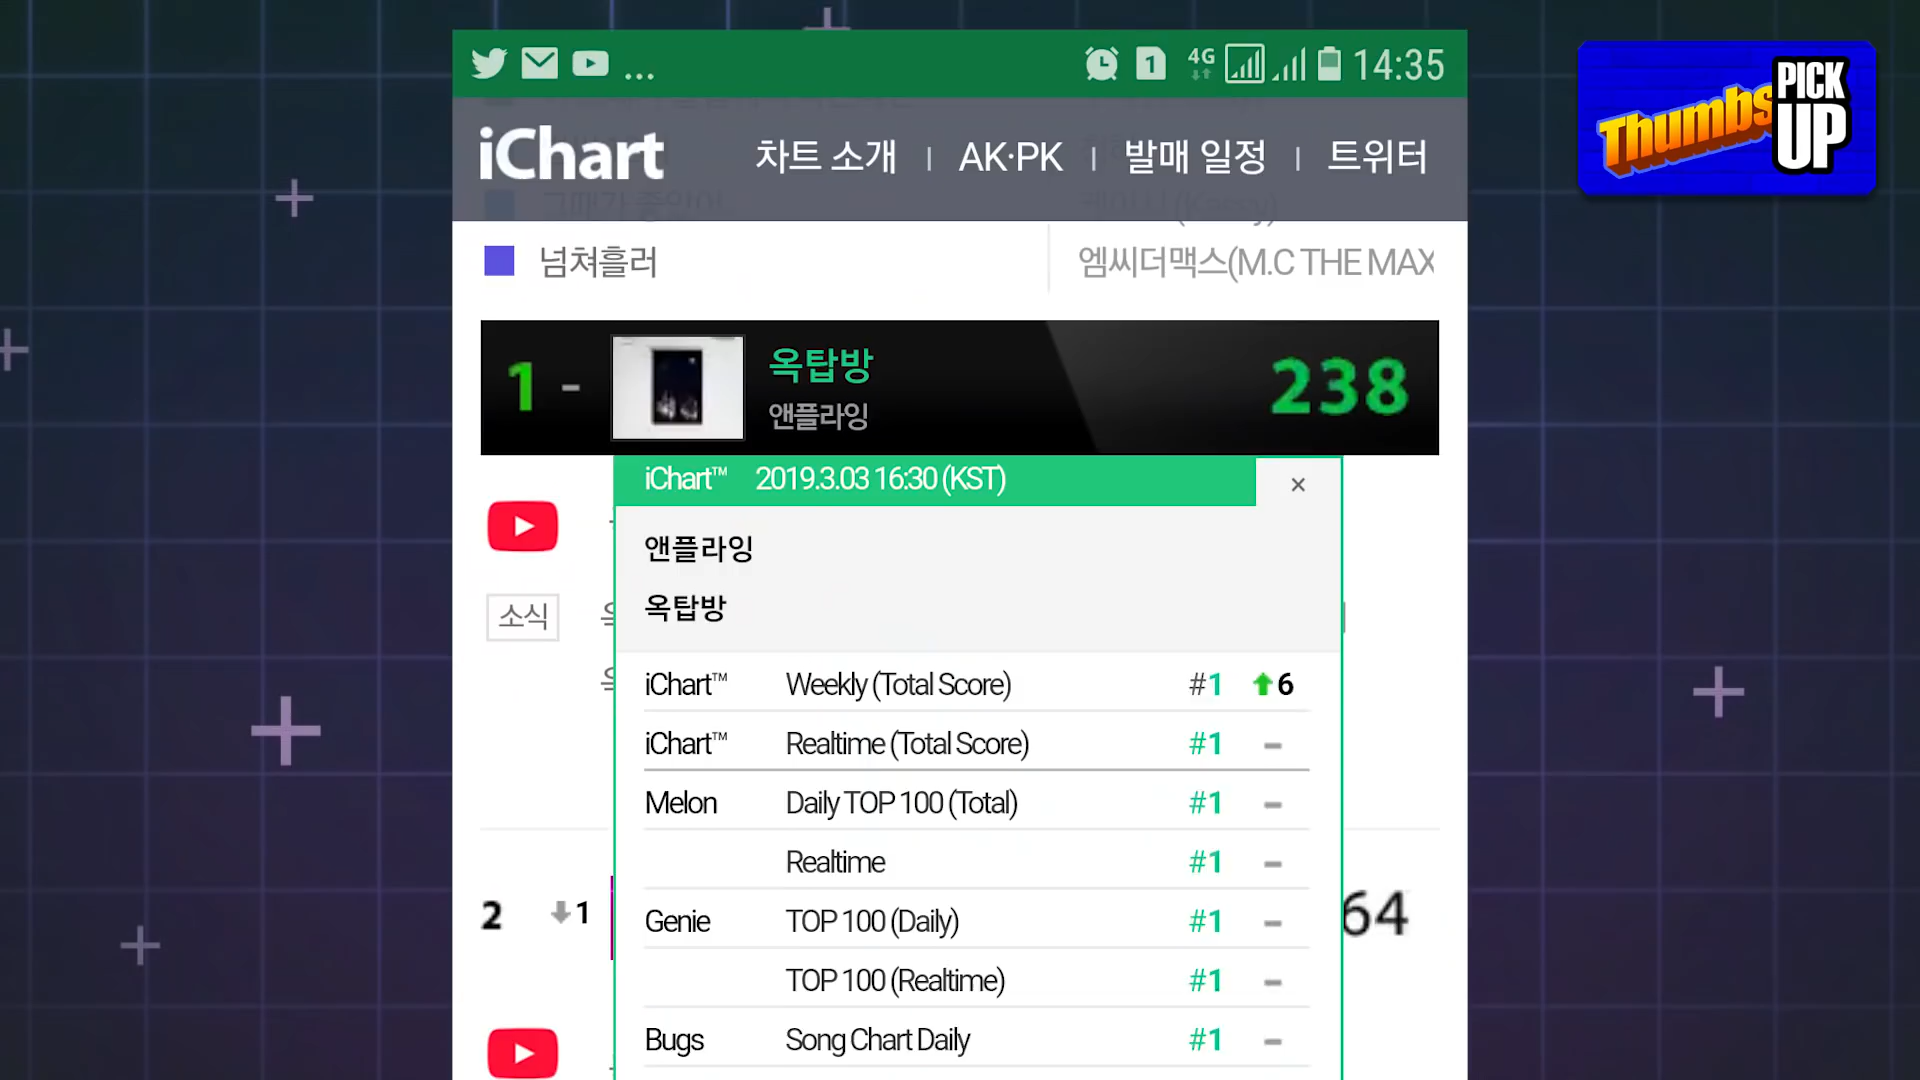 ... 1 4G 14:35
Thumbs PICK UP
iChart 차트 소개 | AK·PK | 발매 일정 | 트위터
넘쳐흘러 엠씨더맥스(M.C THE MAX
1 - 옥탑방 238
앤플라잉
iChart™ 2019.3.03 16:30 (KST) ×
앤플라잉
옥탑방
소식
iChart™ Weekly (Total Score) #1 6
iChart™ Realtime (Total Score) #1 -
Melon Daily TOP 100 (Total) #1 -
Realtime #1 -
2 1 64
Genie TOP 100 (Daily) #1 -
TOP 100 (Realtime) #1 -
Bugs Song Chart Daily #1 -